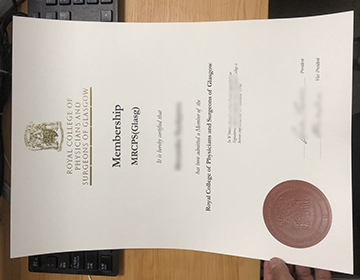 ROYAL COLLEGE OF
PHYSICIANS AND
SURGEONS OF GLASGOW
Membership
MRCPS(Glasg)
It is hereby certified that
has been admitted a Member of the
Royal College of Physicians and Surgeons of Glasgow
President
Vice President